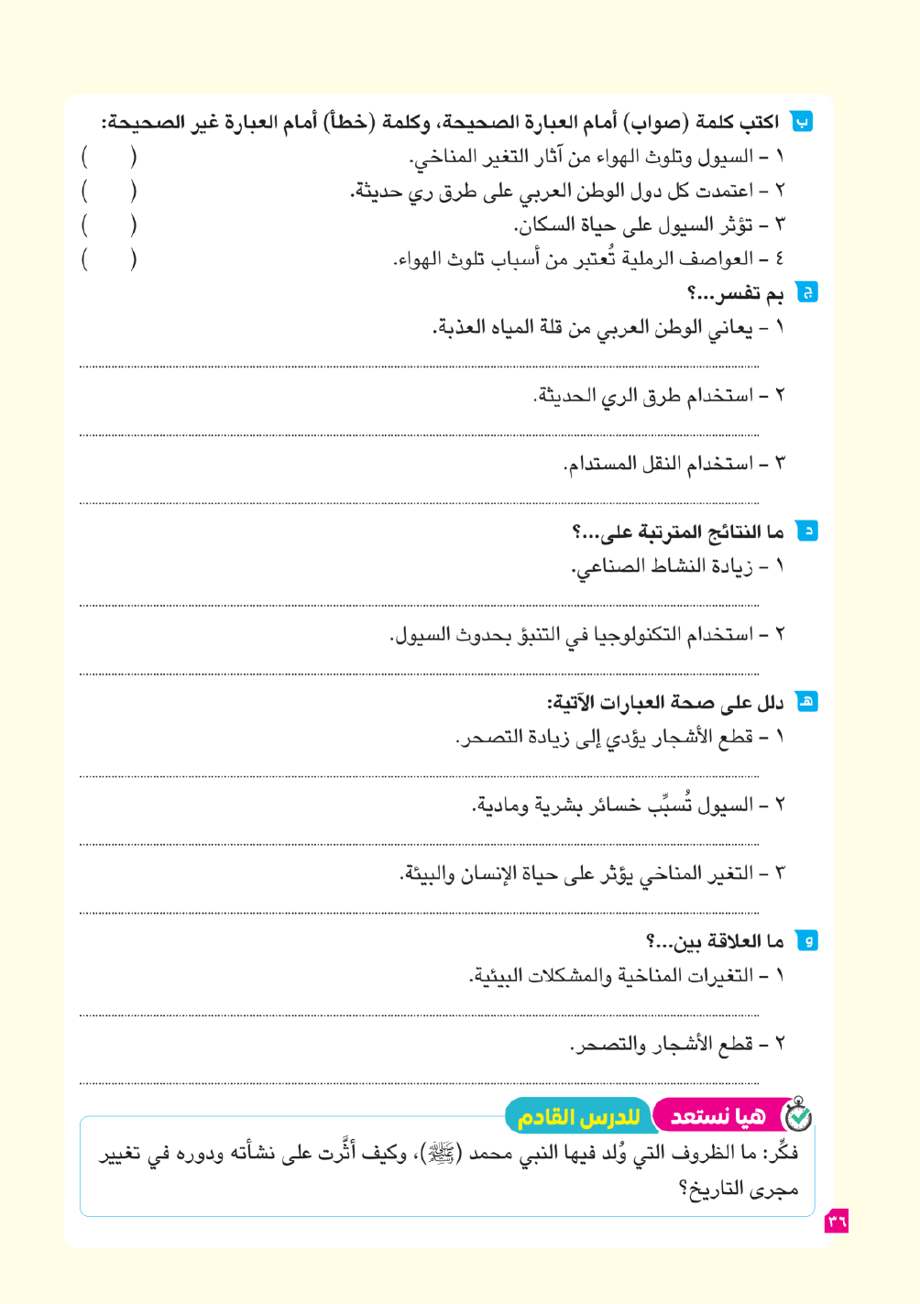 ب اكتب كلمة (صواب) أمام العبارة الصحيحة، وكلمة (خطأ) أمام العبارة غير الصحيحة:
١ – السيول وتلوث الهواء من آثار التغير المناخي. ( )
٢ – اعتمدت كل دول الوطن العربي على طرق ري حديثة. ( )
٣ – تؤثر السيول على حياة السكان. ( )
٤ – العواصف الرملية تُعتبر من أسباب تلوث الهواء. ( )
ج بم تفسر...؟
١ – يعاني الوطن العربي من قلة المياه العذبة.
٢ – استخدام طرق الري الحديثة.
٣ – استخدام النقل المستدام.
د ما النتائج المترتبة على...؟
١ – زيادة النشاط الصناعي.
٢ – استخدام التكنولوجيا في التنبؤ بحدوث السيول.
هـ دلل على صحة العبارات الآتية:
١ – قطع الأشجار يؤدي إلى زيادة التصحر.
٢ – السيول تُسبِّب خسائر بشرية ومادية.
٣ – التغير المناخي يؤثر على حياة الإنسان والبيئة.
و ما العلاقة بين...؟
١ – التغيرات المناخية والمشكلات البيئية.
٢ – قطع الأشجار والتصحر.
هيا نستعد للدرس القادم
فكِّر: ما الظروف التي وُلد فيها النبي محمد (ﷺ)، وكيف أثَّرت على نشأته ودوره في تغيير
مجرى التاريخ؟
٣٦